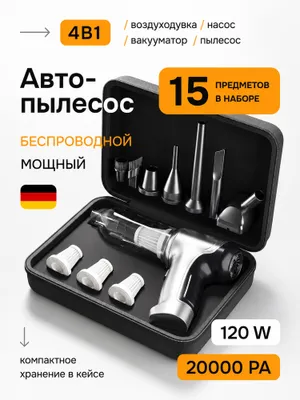 4В1
/ воздуходувка / насос
/ вакууматор / пылесос
Авто-
пылесос
15 ПРЕДМЕТОВ
В НАБОРЕ
БЕСПРОВОДНОЙ
МОЩНЫЙ
120 W
20000 PA
компактное
хранение в кейсе